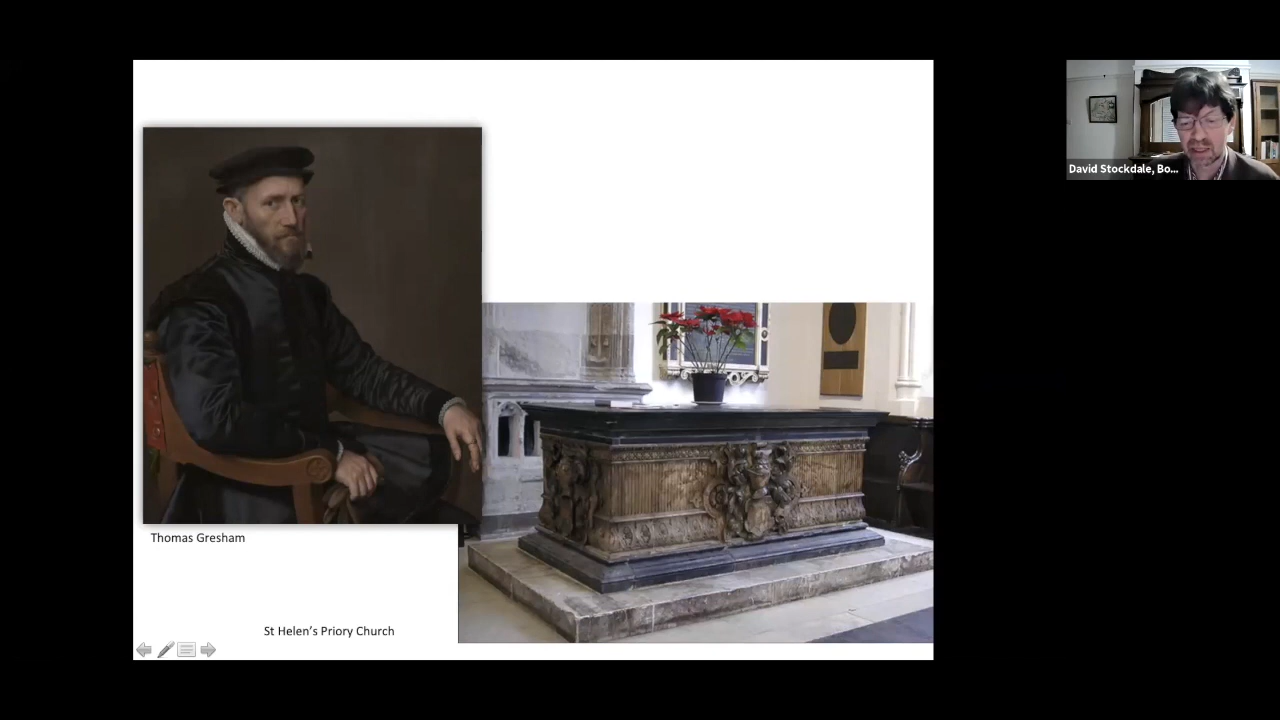 David Stockdale, Bo...
Thomas Gresham
St Helen's Priory Church